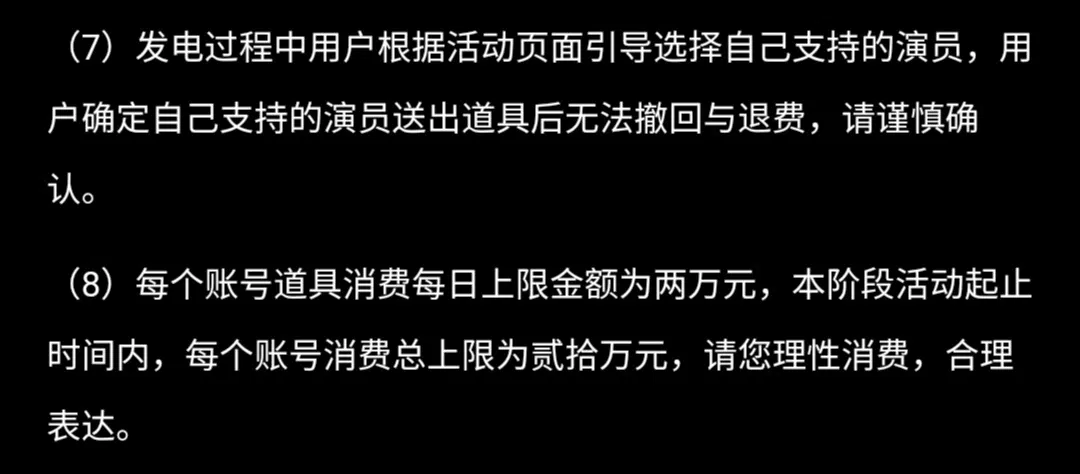 （7）发电过程中用户根据活动页面引导选择自己支持的演员，用
户确定自己支持的演员送出道具后无法撤回与退费，请谨慎确
认。
（8）每个账号道具消费每日上限金额为两万元，本阶段活动起止
时间内，每个账号消费总上限为贰拾万元，请您理性消费，合理
表达。